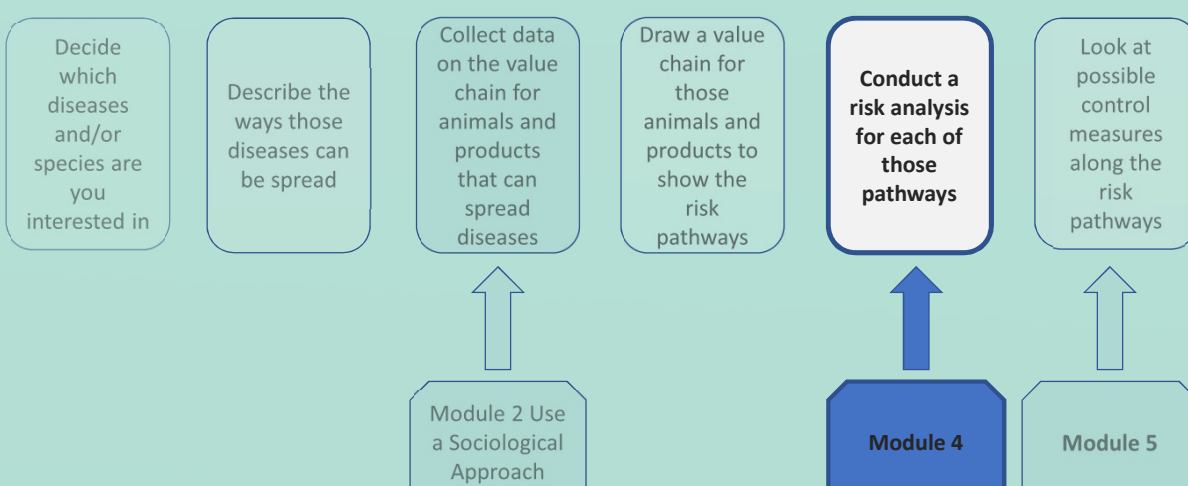 Decide
which
diseases
and/or
species are
you
interested in
Describe the
ways those
diseases can
be spread
Collect data
on the value
chain for
animals and
products
that can
spread
diseases
Draw a value
chain for
those
animals and
products to
show the
risk
pathways
Conduct a
risk analysis
for each of
those
pathways
Look at
possible
control
measures
along the
risk
pathways
Module 2 Use
a Sociological
Approach
Module 4
Module 5